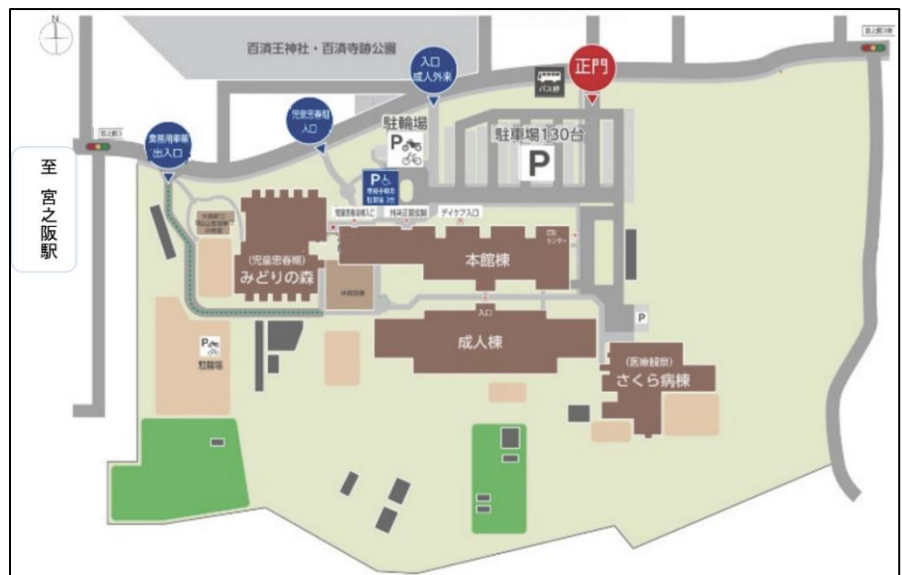 N
百済王神社・百済寺跡公園
入口
成人外来
正門
バス停
児童思春期
入口
業務用車輌
出入口
至 宮之阪駅
駐輪場
P
駐車場130台
P
P
デイケア入口
本館棟
(児童思春期)
みどりの森
入口
成人棟
P
(医療観察)
さくら病棟
P
駐輪場